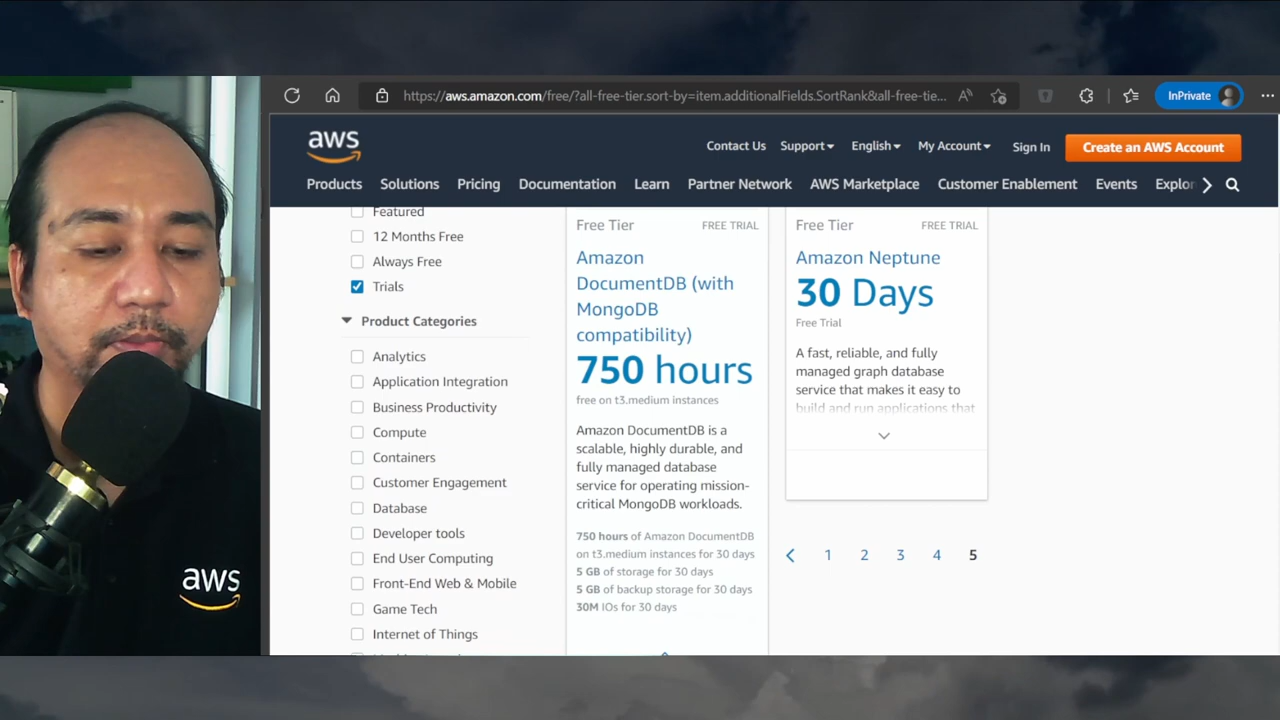 https://aws.amazon.com/free/?all-free-tier.sort-by=item.additionalFields.SortRank&all-free-tie...
InPrivate
aws
Contact Us
Support
English
My Account
Sign In
Create an AWS Account
Products
Solutions
Pricing
Documentation
Learn
Partner Network
AWS Marketplace
Customer Enablement
Events
Explor
Featured
12 Months Free
Always Free
Trials
Product Categories
Analytics
Application Integration
Business Productivity
Compute
Containers
Customer Engagement
Database
Developer tools
End User Computing
Front-End Web & Mobile
Game Tech
Internet of Things
Free Tier
FREE TRIAL
Amazon
DocumentDB (with
MongoDB
compatibility)
750 hours
free on t3.medium instances
Amazon DocumentDB is a
scalable, highly durable, and
fully managed database
service for operating mission-
critical MongoDB workloads.
750 hours of Amazon DocumentDB
on t3.medium instances for 30 days
5 GB of storage for 30 days
5 GB of backup storage for 30 days
30M IOs for 30 days
Free Tier
FREE TRIAL
Amazon Neptune
30 Days
Free Trial
A fast, reliable, and fully
managed graph database
service that makes it easy to
build and run applications that
1 2 3 4 5
aws